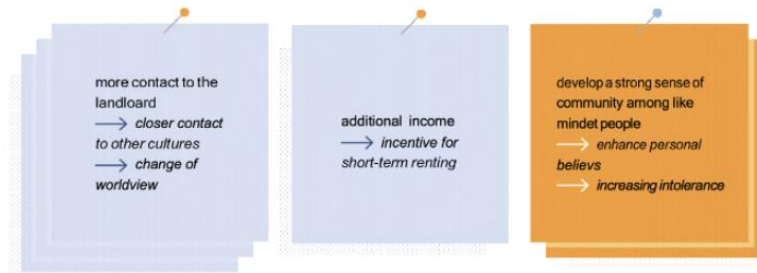 more contact to the
landloard
→ closer contact
to other cultures
→ change of
worldview
additional income
→ incentive for
short-term renting
develop a strong sense of
community among like
mindet people
→ enhance personal
believs
→ increasing intolerance